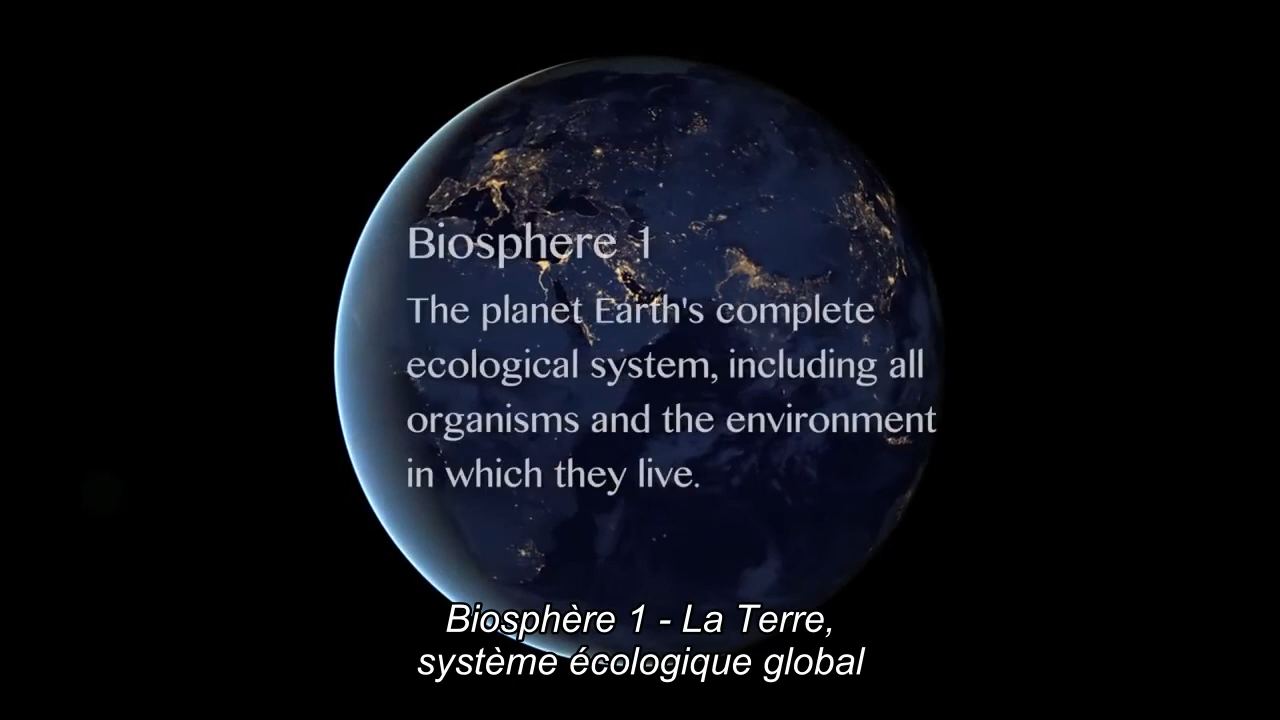 Biosphere 1
The planet Earth's complete
ecological system, including all
organisms and the environment
in which they live.
Biosphère 1 - La Terre,
système écologique global